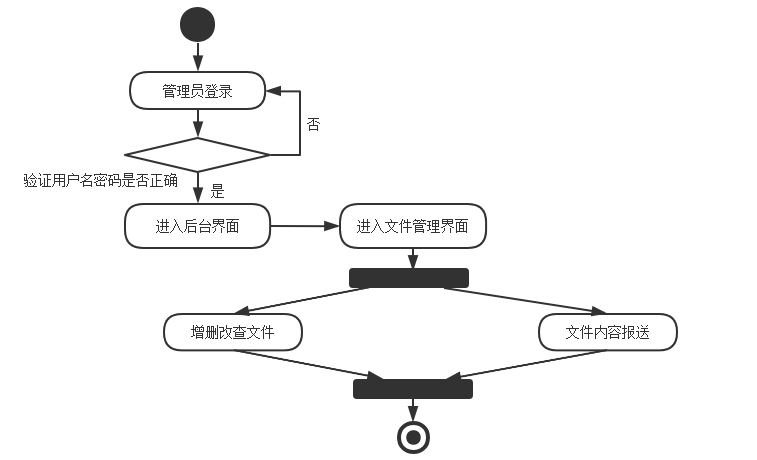 管理员登录
否
验证用户名密码是否正确
是
进入后台界面
进入文件管理界面
增删改查文件
文件内容报送